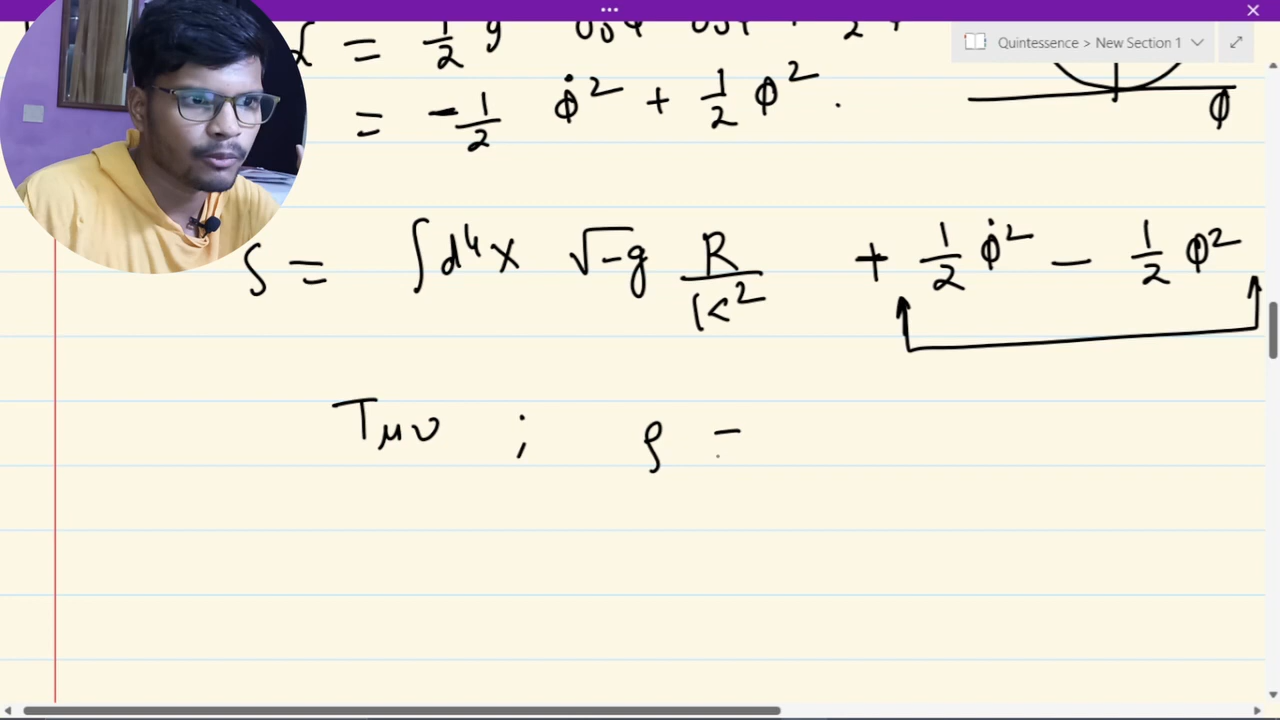 Quintessence > New Section 1
L = 1/2 g
= -1/2 φ̇² + 1/2 φ² .
φ
S = ∫d⁴x √-g R/K² + 1/2 φ̇² - 1/2 φ²
Tμν ; ρ -